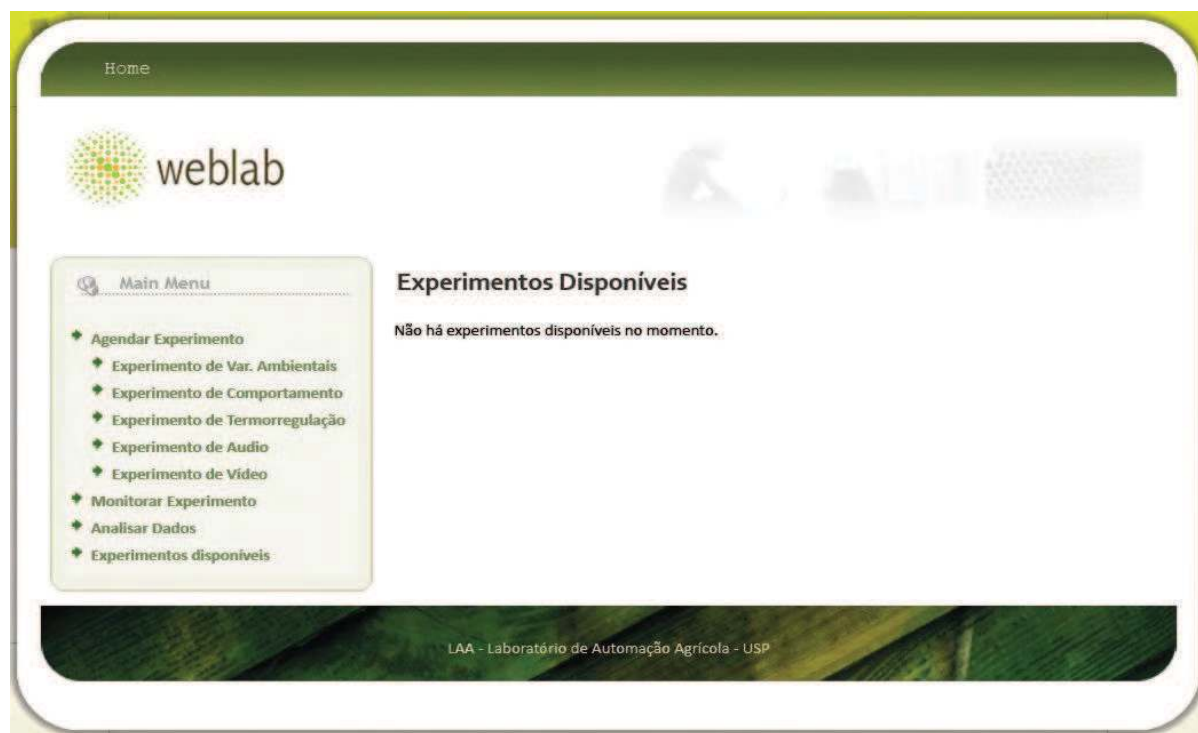 Home
weblab
Main Menu
Agendar Experimento
Experimento de Var. Ambientais
Experimento de Comportamento
Experimento de Termorregulação
Experimento de Audio
Experimento de Vídeo
Monitorar Experimento
Analisar Dados
Experimentos disponíveis
Experimentos Disponíveis
Não há experimentos disponíveis no momento.
LAA - Laboratório de Automação Agrícola - USP